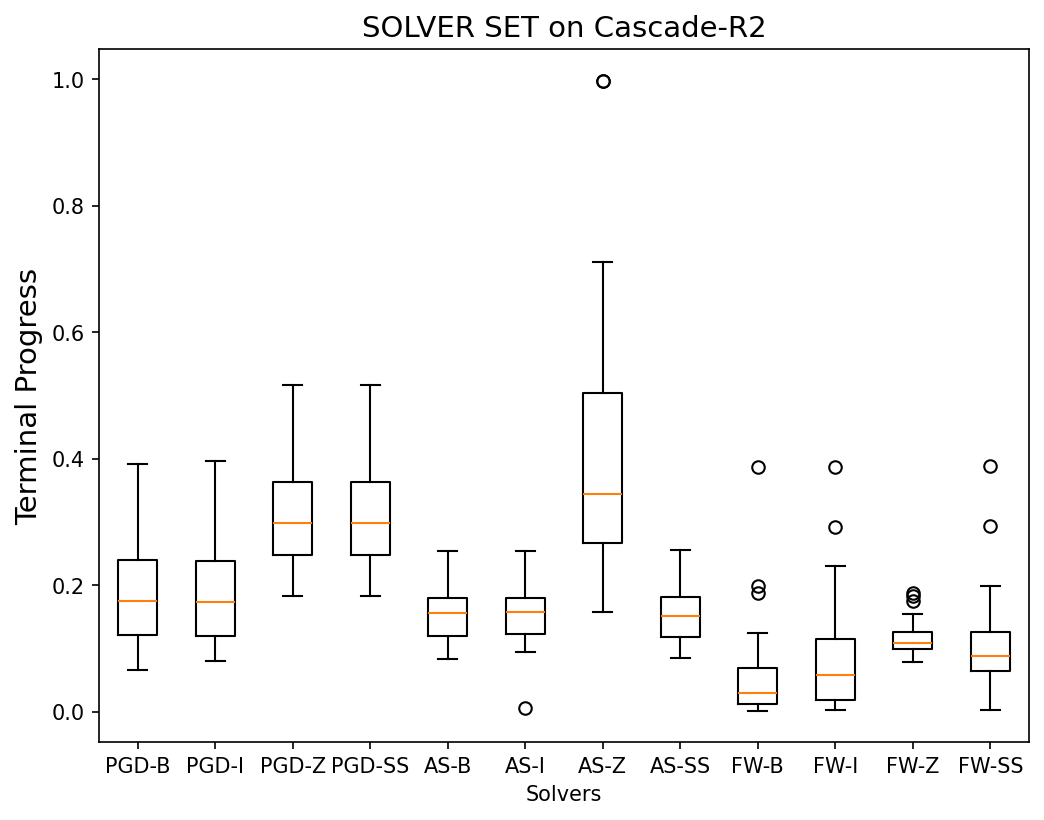 SOLVER SET on Cascade-R2
Terminal Progress
1.0
0.8
0.6
0.4
0.2
0.0
PGD-B PGD-I PGD-Z PGD-SS AS-B AS-I AS-Z AS-SS FW-B FW-I FW-Z FW-SS
Solvers